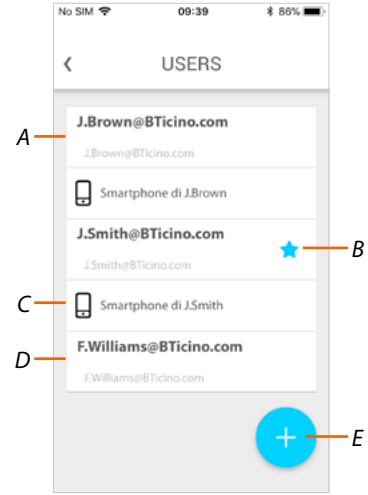 No SIM 09:39 86%
USERS
J.Brown@BTicino.com
A
J.Brown@BTicino.com
Smartphone di J.Brown
J.Smith@BTicino.com
B
J.Smith@BTicino.com
C
Smartphone di J.Smith
F.Williams@BTicino.com
D
F.Williams@BTicino.com
E